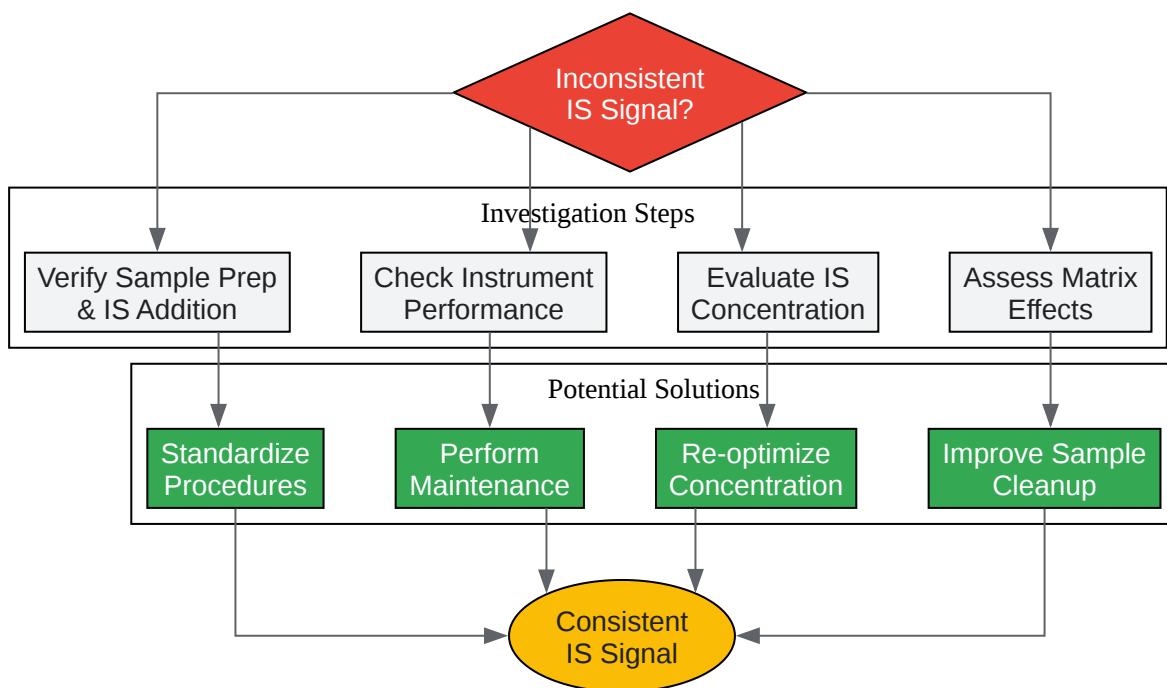 Inconsistent
IS Signal?
Investigation Steps
Verify Sample Prep
& IS Addition
Check Instrument
Performance
Evaluate IS
Concentration
Assess Matrix
Effects
Potential Solutions
Standardize
Procedures
Perform
Maintenance
Re-optimize
Concentration
Improve Sample
Cleanup
Consistent
IS Signal